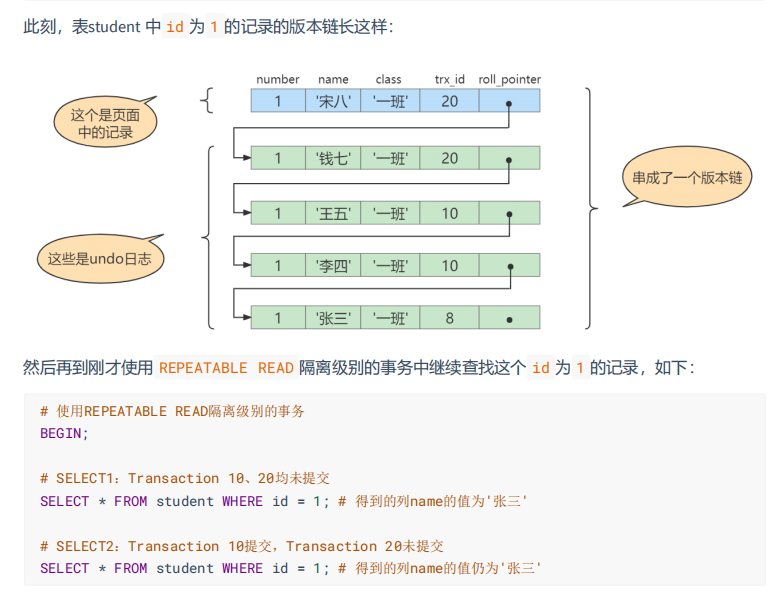 此刻，表student 中 id 为 1 的记录的版本链长这样：
number name class trx_id roll_pointer
1 '宋八' '一班' 20
这个是页面
中的记录
1 '钱七' '一班' 20
1 '王五' '一班' 10
串成了一个版本链
1 '李四' '一班' 10
这些是undo日志
1 '张三' '一班' 8
然后再到刚才使用 REPEATABLE READ 隔离级别的事务中继续查找这个 id 为 1 的记录，如下：
# 使用REPEATABLE READ隔离级别的事务
BEGIN;
# SELECT1：Transaction 10、20均未提交
SELECT * FROM student WHERE id = 1; # 得到的列name的值为'张三'
# SELECT2：Transaction 10提交，Transaction 20未提交
SELECT * FROM student WHERE id = 1; # 得到的列name的值仍为'张三'